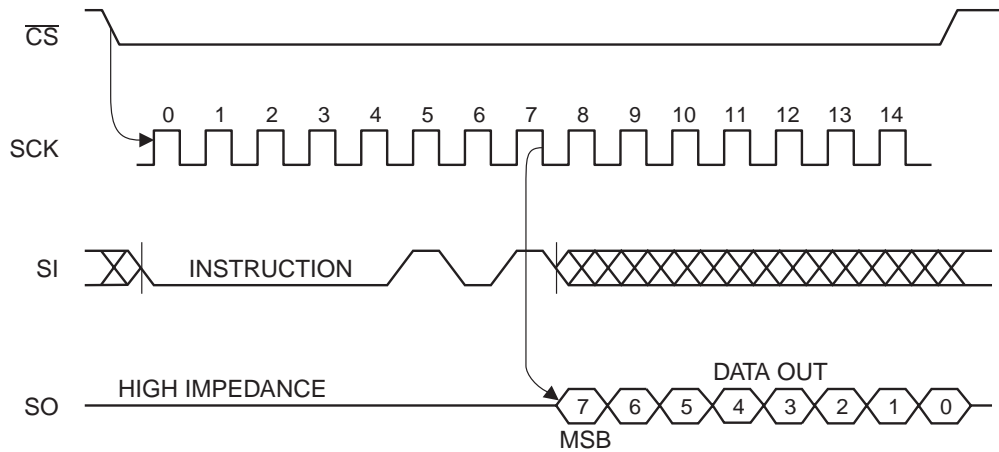 CS
0 1 2 3 4 5 6 7 8 9 10 11 12 13 14
SCK
SI INSTRUCTION
HIGH IMPEDANCE DATA OUT
SO 7 6 5 4 3 2 1 0
MSB